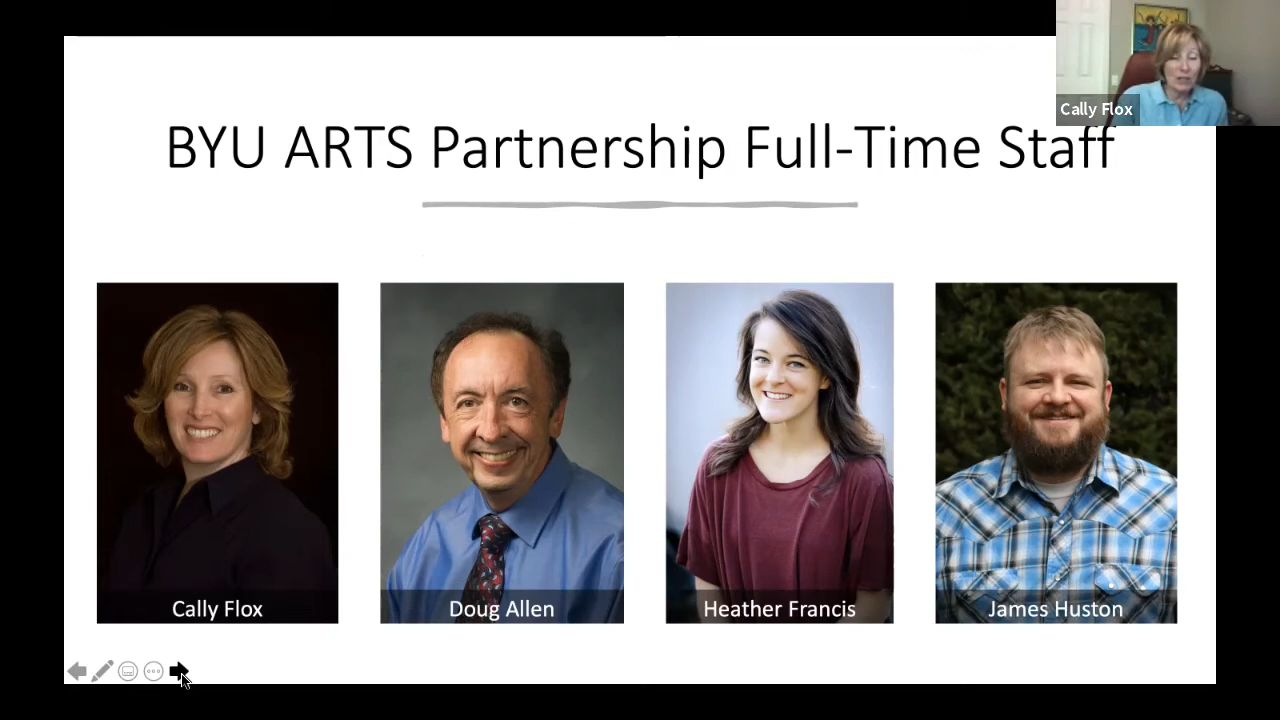 Cally Flox
BYU ARTS Partnership Full-Time Staff
Cally Flox
Doug Allen
Heather Francis
James Huston